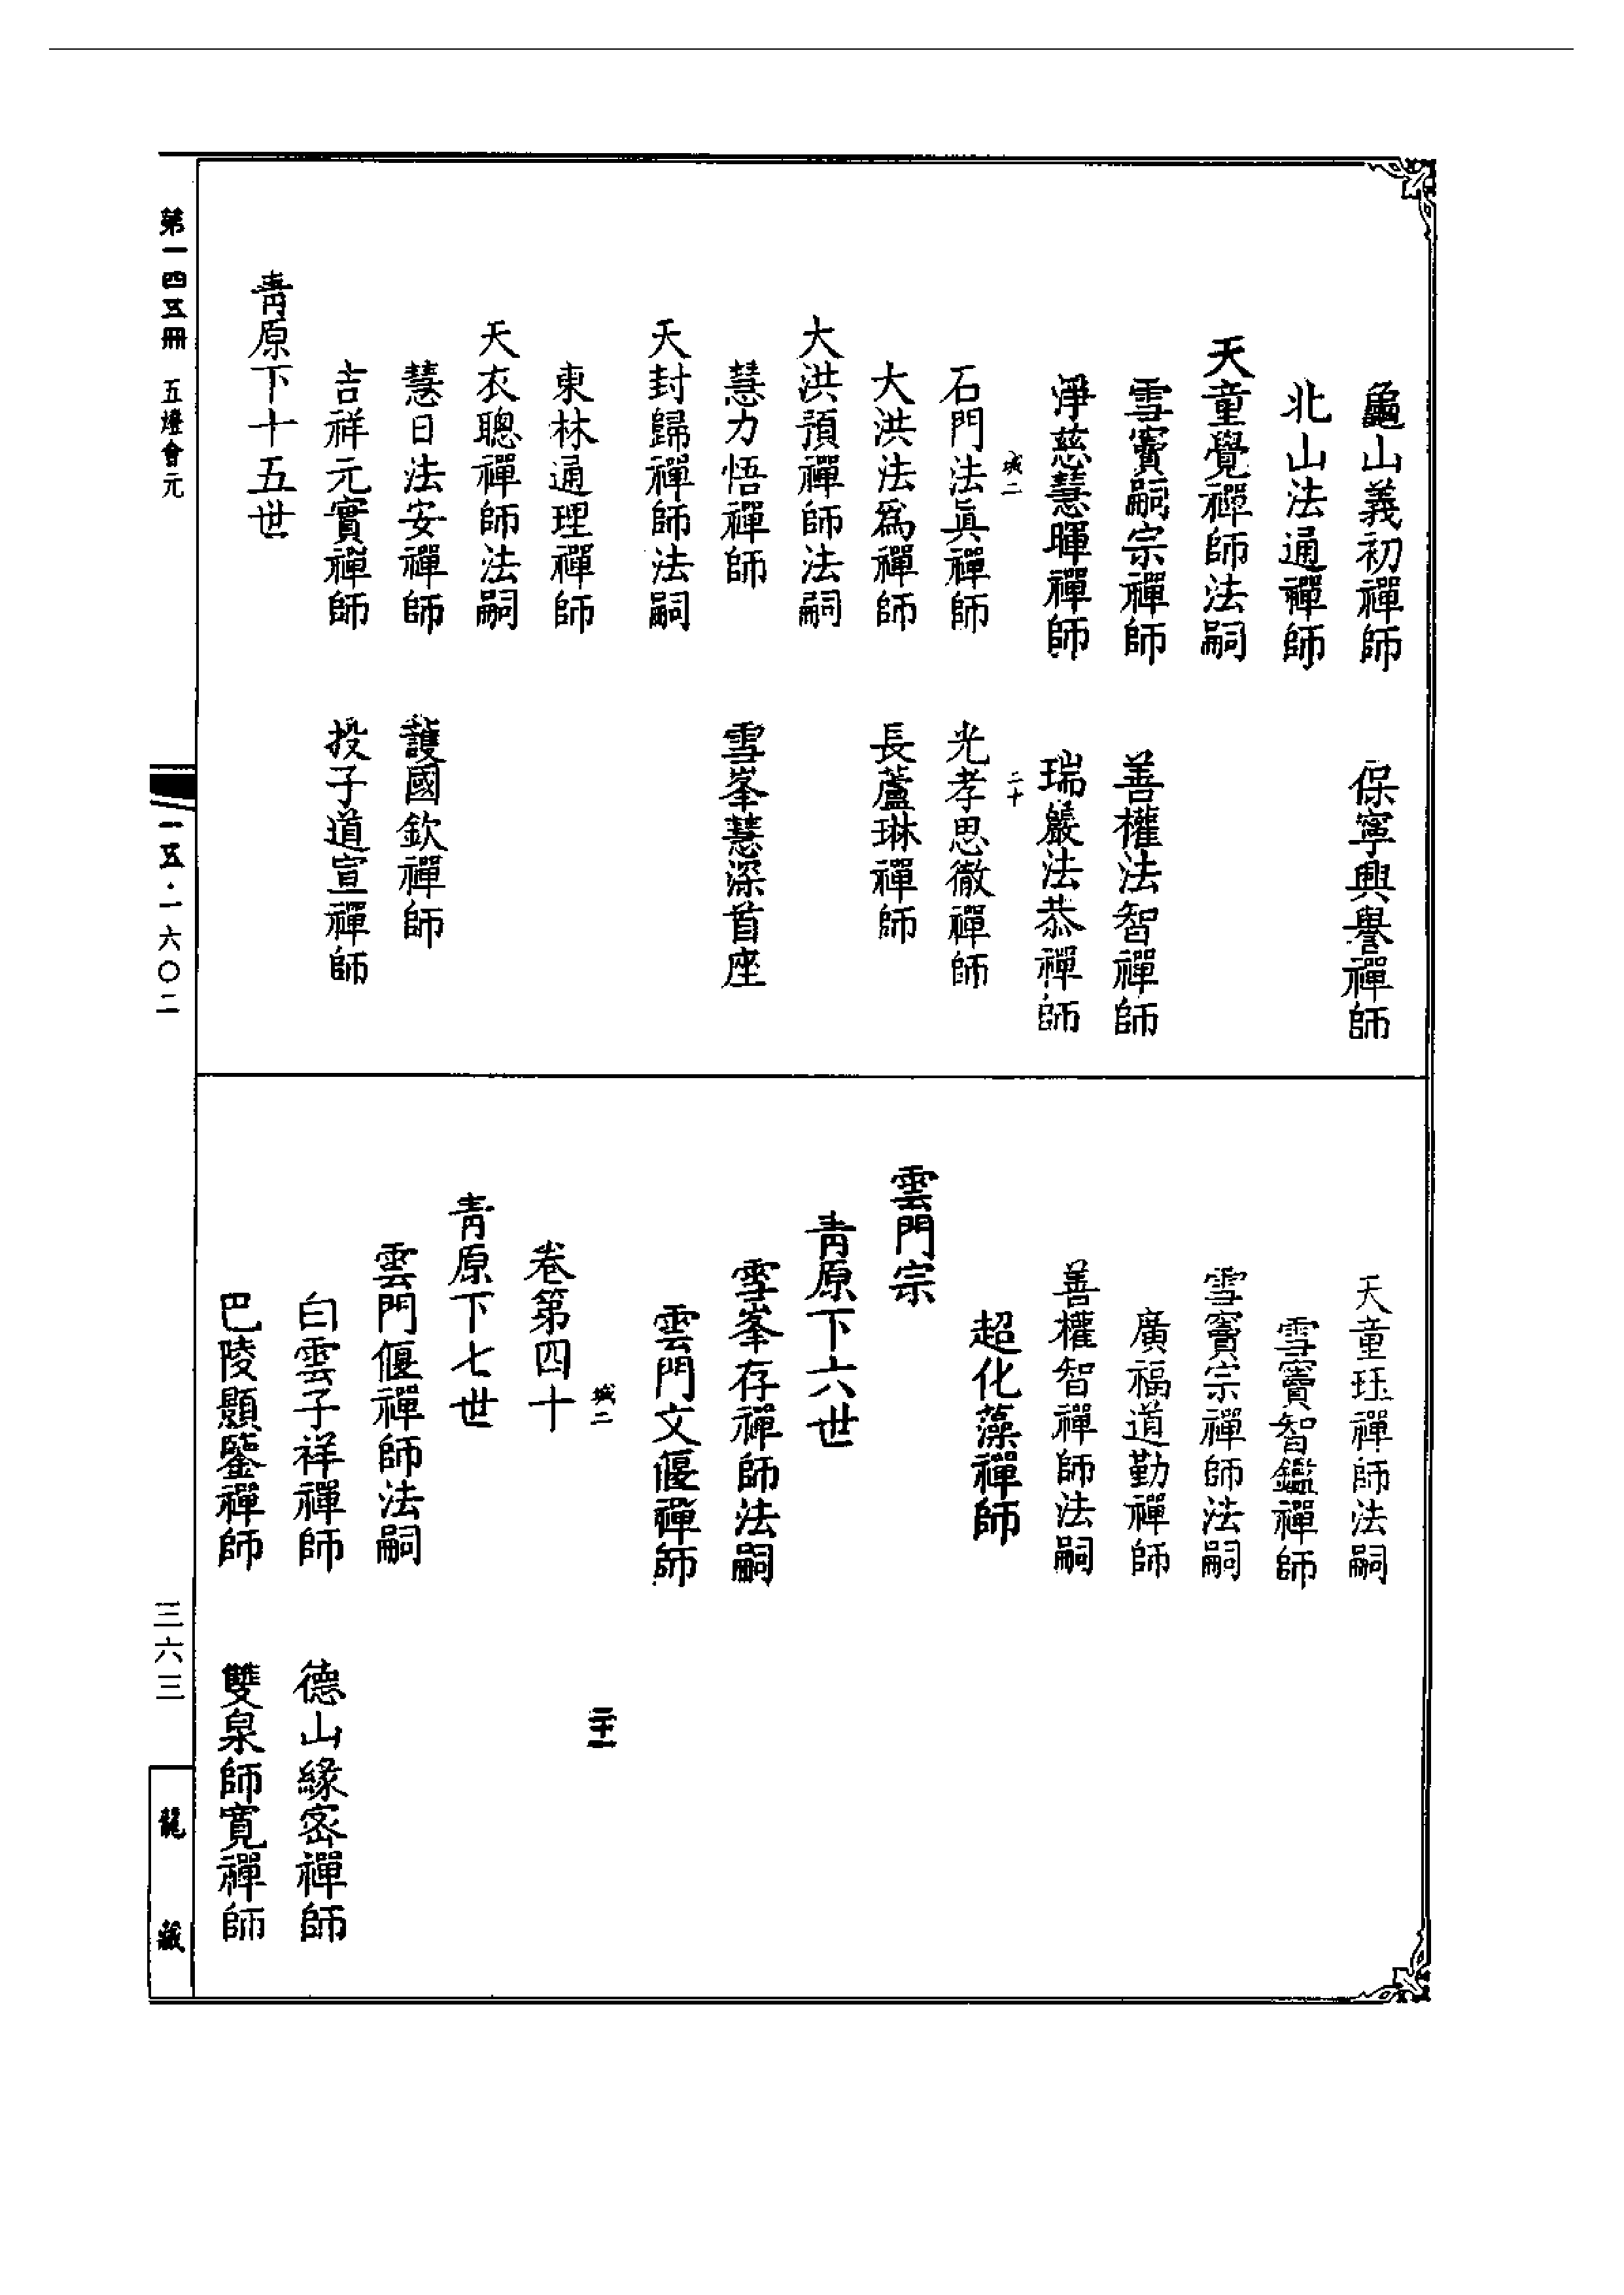 龜山義初禪師　保寧興譽禪師
北山法通禪師
天童覺禪師法嗣
雪竇嗣宗禪師　善權法智禪師
淨慈慧暉禪師　瑞巖法恭禪師
城二　二十
石門法眞禪師　光孝思徹禪師
大洪法爲禪師　長蘆琳禪師
大洪預禪師法嗣
慧力悟禪師　雪峯慧深首座
天封歸禪師法嗣
東林通理禪師
天衣聰禪師法嗣
慧日法安禪師　護國欽禪師
吉祥元實禪師　投子道宣禪師
靑原下十五世
天童珏禪師法嗣
雪竇智鑑禪師
雪竇宗禪師法嗣
廣福道勤禪師
善權智禪師法嗣
超化藻禪師
雲門宗
靑原下六世
雪峯存禪師法嗣
雲門文偃禪師
城二　二十一
卷第四十
靑原下七世
雲門偃禪師法嗣
白雲子祥禪師　德山緣密禪師
巴陵顥鑒禪師　雙泉師寬禪師
第一四五冊　五燈會元　一五·一六〇二　三六三　龍藏